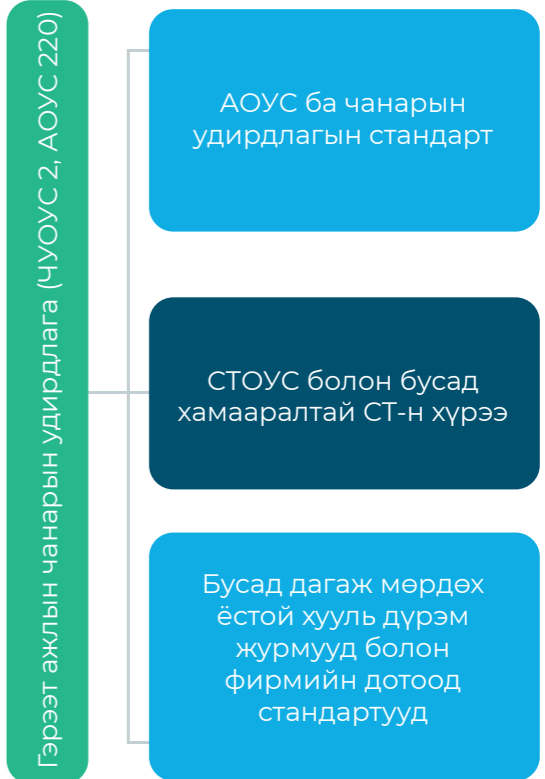 Гэрээт ажлын чанарын удирдлага (ЧУОУС 2, АОУС 220)
АОУС ба чанарын
удирдлагын стандарт
СТОУС болон бусад
хамааралтай СТ-н хүрээ
Бусад дагаж мөрдөх
ёстой хууль дүрэм
журмууд болон
фирмийн дотоод
стандартууд